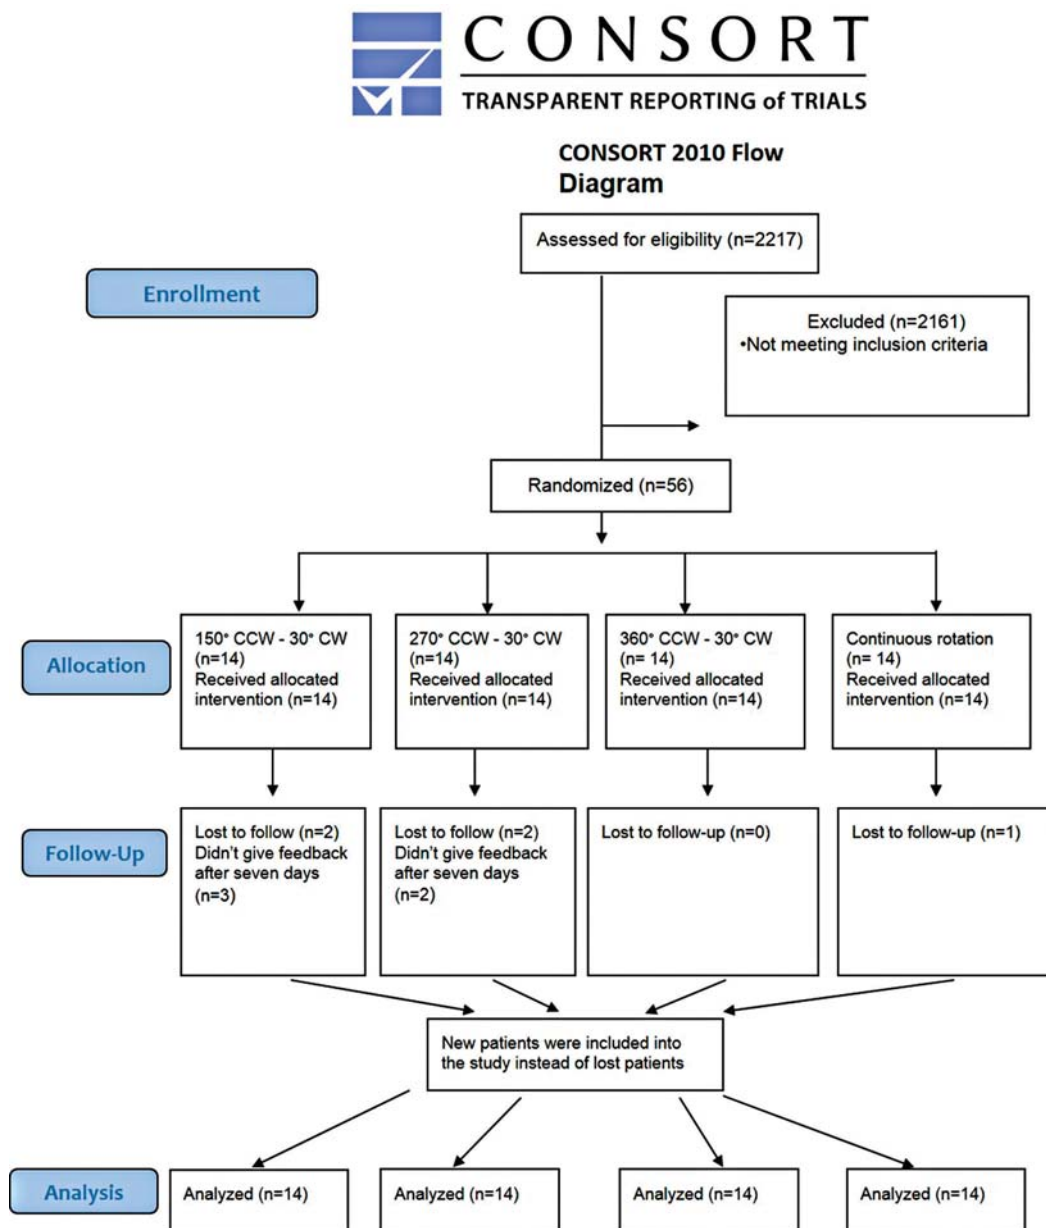 CONSORT
TRANSPARENT REPORTING of TRIALS
CONSORT 2010 Flow
Diagram
Assessed for eligibility (n=2217)
Enrollment
Excluded (n=2161)
•Not meeting inclusion criteria
Randomized (n=56)
Allocation
150° CCW - 30° CW
(n=14)
Received allocated
intervention (n=14)
270° CCW - 30° CW
(n=14)
Received allocated
intervention (n=14)
360° CCW - 30° CW
(n= 14)
Received allocated
intervention (n=14)
Continuous rotation
(n= 14)
Received allocated
intervention (n=14)
Follow-Up
Lost to follow (n=2)
Didn't give feedback
after seven days
(n=3)
Lost to follow (n=2)
Didn't give feedback
after seven days
(n=2)
Lost to follow-up (n=0)
Lost to follow-up (n=1)
New patients were included into
the study instead of lost patients
Analysis
Analyzed (n=14)
Analyzed (n=14)
Analyzed (n=14)
Analyzed (n=14)